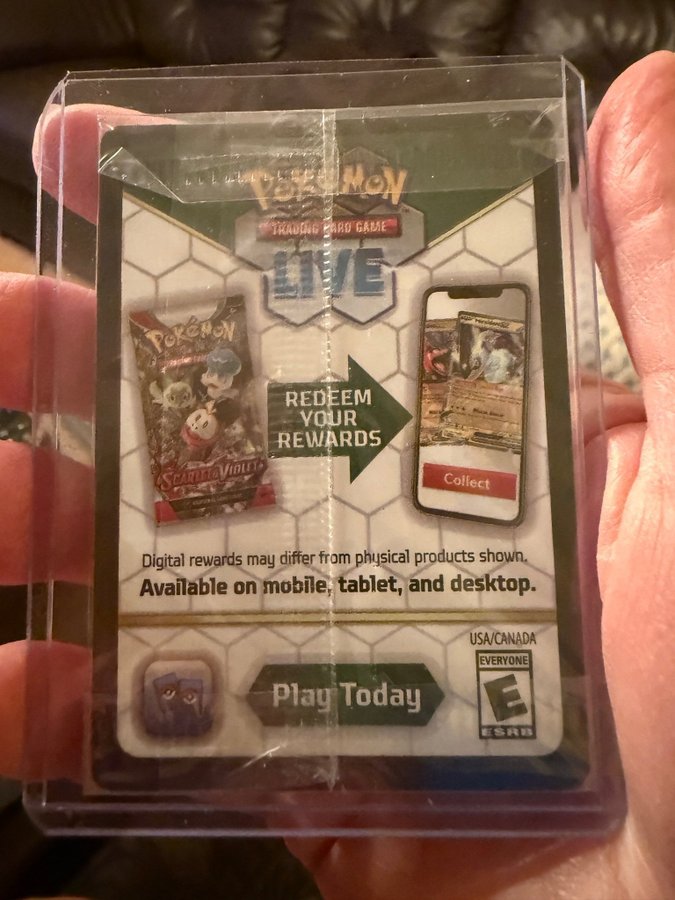 POKéMON
TRADING CARD GAME
LIVE
POKéMON
SCARLET & VIOLET
REDEEM
YOUR
REWARDS
Collect
Digital rewards may differ from physical products shown.
Available on mobile, tablet, and desktop.
USA/CANADA
EVERYONE
E
ESRB
Play Today